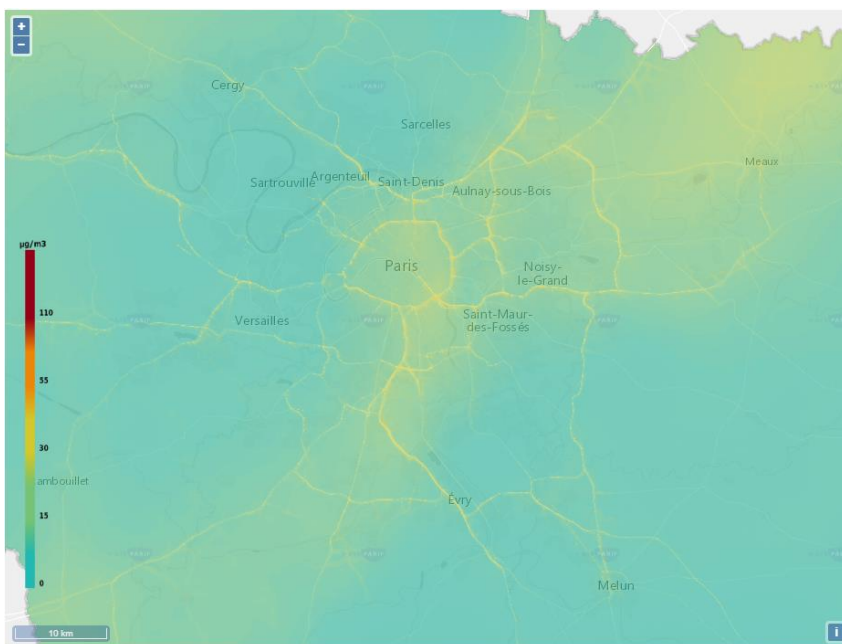 +
−
Cergy
Sarcelles
Sartrouville
Argenteuil
Saint-Denis
Aulnay-sous-Bois
Meaux
µg/m3
110
55
30
15
0
Paris
Noisy-
le-Grand
Versailles
Saint-Maur-
des-Fossés
ambouillet
Évry
Melun
10 km
i